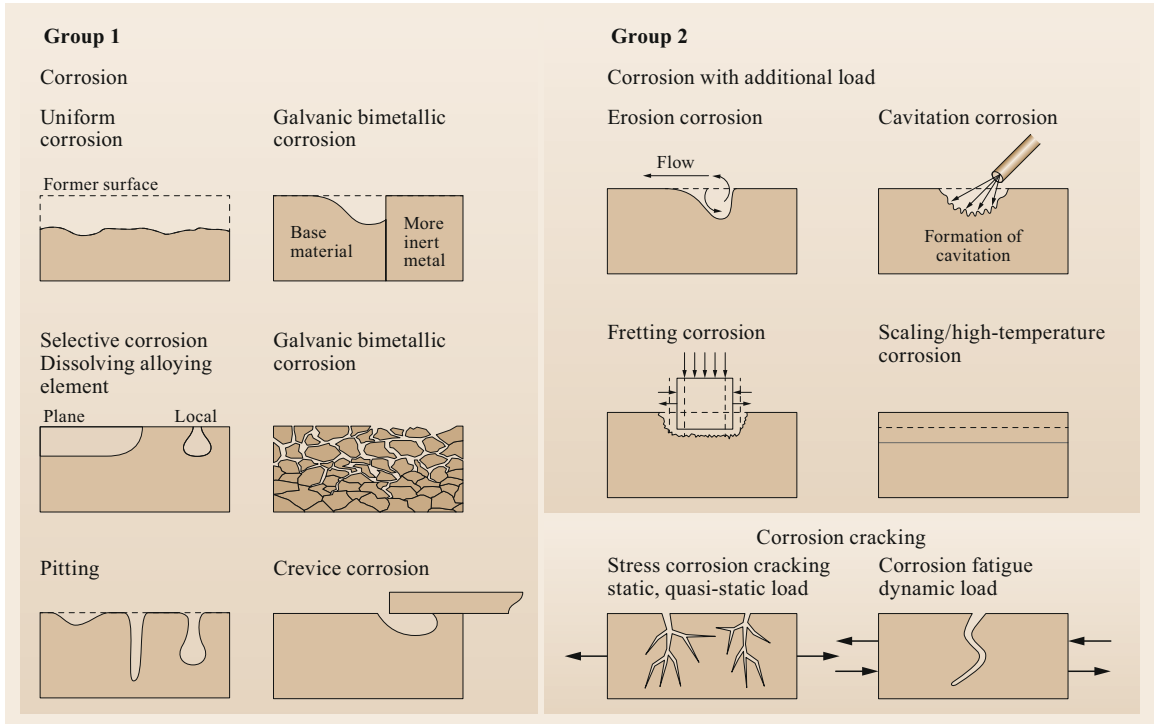 Group 1
Corrosion
Uniform
corrosion
Former surface
Galvanic bimetallic
corrosion
Base
material
More
inert
metal
Selective corrosion
Dissolving alloying
element
Plane
Local
Galvanic bimetallic
corrosion
Pitting
Crevice corrosion
Group 2
Corrosion with additional load
Erosion corrosion
Flow
Cavitation corrosion
Formation of
cavitation
Fretting corrosion
Scaling/high-temperature
corrosion
Corrosion cracking
Stress corrosion cracking
static, quasi-static load
Corrosion fatigue
dynamic load